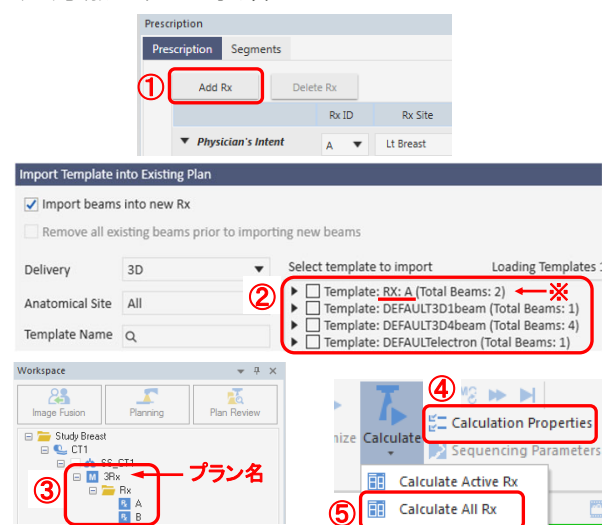 Prescription
Prescription Segments
① Add Rx Delete Rx
Rx ID Rx Site
Physician's Intent A Lt Breast
Import Template into Existing Plan
Import beams into new Rx
Remove all existing beams prior to importing new beams
Delivery 3D Select template to import Loading Templates
Anatomical Site All
Template Name
②
Template: RX: A (Total Beams: 2) ※
Template: DEFAULT3D1beam (Total Beams: 1)
Template: DEFAULT3D4beam (Total Beams: 4)
Template: DEFAULTelectron (Total Beams: 1)
Workspace
Image Fusion Planning Plan Review
Study Breast
CT1
SS_CT1
③ M 3Rx プラン名
Rx
A
B
④
Calculate
Calculation Properties
Sequencing Parameters
Calculate Active Rx
⑤ Calculate All Rx